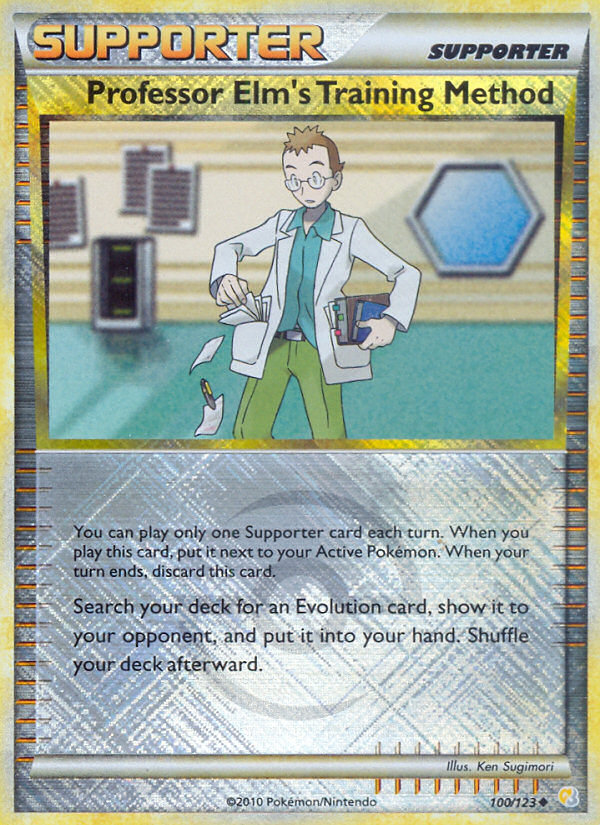 SUPPORTER
SUPPORTER
Professor Elm's Training Method
You can play only one Supporter card each turn. When you
play this card, put it next to your Active Pokémon. When your
turn ends, discard this card.
Search your deck for an Evolution card, show it to
your opponent, and put it into your hand. Shuffle
your deck afterward.
Illus. Ken Sugimori
©2010 Pokémon/Nintendo
100/123